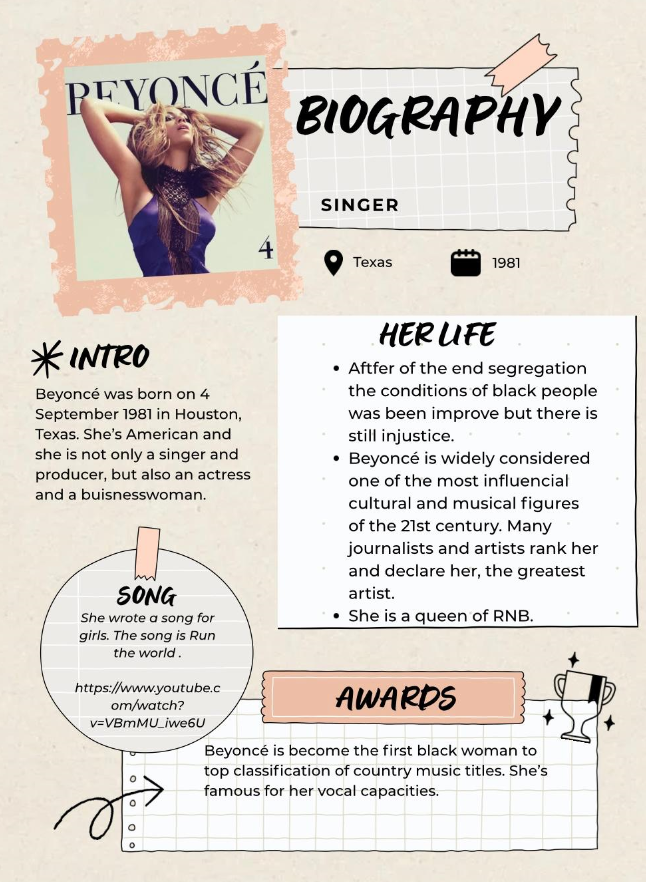 BEYONCÉ
4
BIOGRAPHY
SINGER
Texas
1981
INTRO
Beyoncé was born on 4
September 1981 in Houston,
Texas. She's American and
she is not only a singer and
producer, but also an actress
and a buisnesswoman.
HER LIFE
• Aftfer of the end segregation
the conditions of black people
was been improve but there is
still injustice.
• Beyoncé is widely considered
one of the most influencial
cultural and musical figures
of the 21st century. Many
journalists and artists rank her
and declare her, the greatest
artist.
• She is a queen of RNB.
SONG
She wrote a song for
girls. The song is Run
the world .
https://www.youtube.c
om/watch?
v=VBmMU_iwe6U
AWARDS
Beyoncé is become the first black woman to
top classification of country music titles. She's
famous for her vocal capacities.